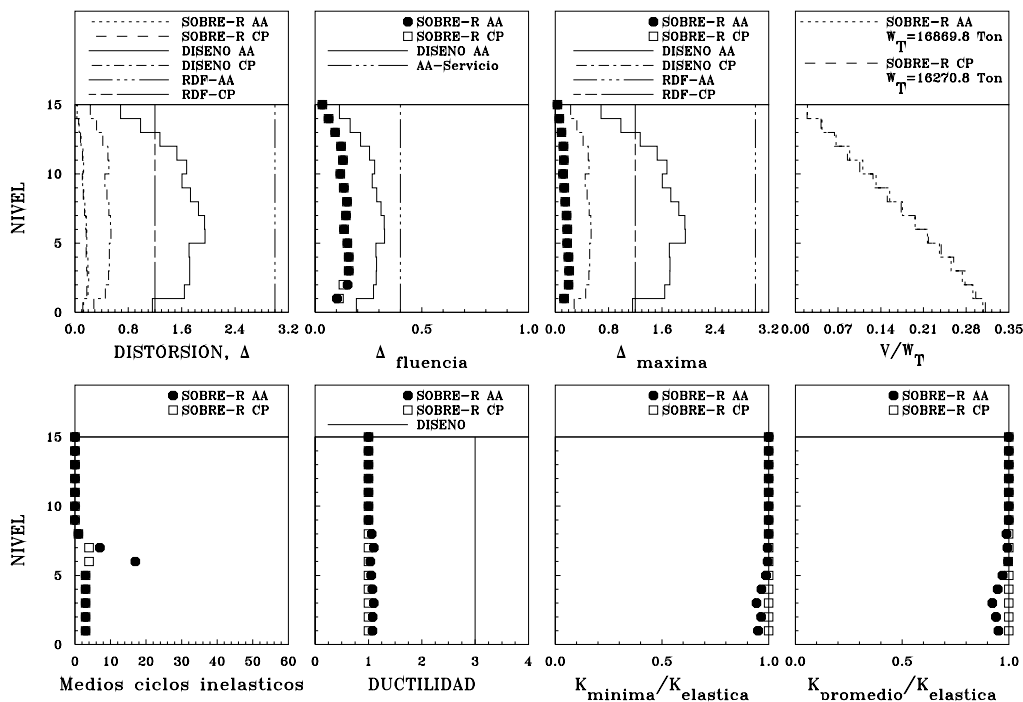 SOBRE-R AA
SOBRE-R CP
DISENO AA
DISENO CP
RDF-AA
RDF-CP
NIVEL
15
10
5
0
0.0 0.8 1.6 2.4 3.2
DISTORSION, Δ
SOBRE-R AA
SOBRE-R CP
DISENO AA
AA-Servicio
0.0 0.5 1.0
Δ fluencia
SOBRE-R AA
SOBRE-R CP
DISENO AA
DISENO CP
RDF-AA
RDF-CP
0.0 0.8 1.6 2.4 3.2
Δ maxima
SOBRE-R AA
W_T=16869.8 Ton
SOBRE-R CP
W_T=16270.8 Ton
0.00 0.07 0.14 0.21 0.28 0.35
V/W_T
SOBRE-R AA
SOBRE-R CP
NIVEL
15
10
5
0
0 10 20 30 40 50 60
Medios ciclos inelasticos
SOBRE-R AA
SOBRE-R CP
DISENO
0 1 2 3 4
DUCTILIDAD
SOBRE-R AA
SOBRE-R CP
0.0 0.5 1.0
K_minima/K_elastica
SOBRE-R AA
SOBRE-R CP
0.0 0.5 1.0
K_promedio/K_elastica